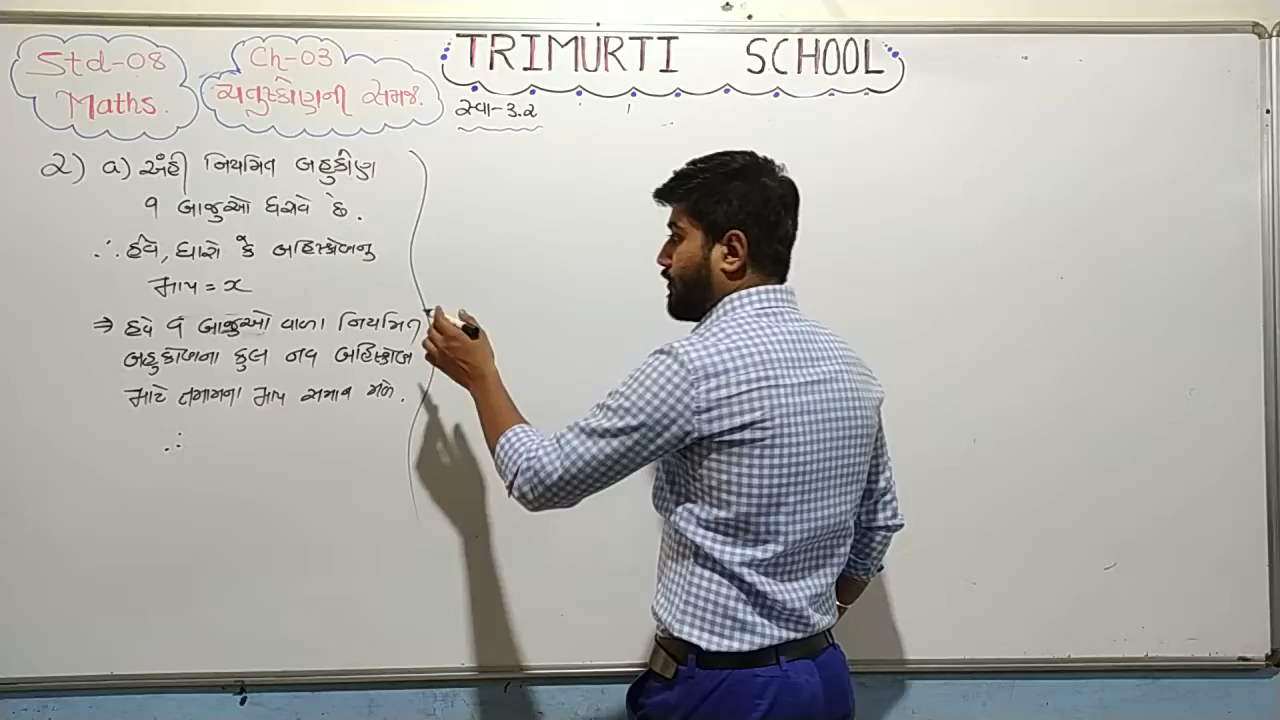 Std-08
Maths.
Ch-03
ચતુષ્કોણની સમજ.
TRIMURTI SCHOOL
સ્વા-3.2
2) a) અંહી નિયમિત બહુકોણ
9 બાજુઓ ધરાવે છે.
∴ હવે, ધારો કે બહિષ્કોણનુ
માપ = x
⇒ હવે 9 બાજુઓ વાળા નિયમિત
બહુકોણના કુલ નવ બહિષ્કોણ
માટે તમામના માપ સમાન મળે.
∴